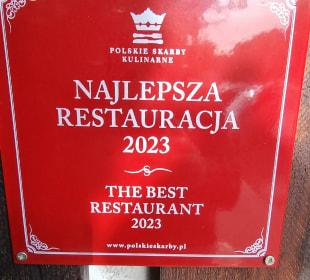 POLSKIE SKARBY
KULINARNE
NAJLEPSZA
RESTAURACJA
2023
THE BEST
RESTAURANT
2023
www.polskieskarby.pl